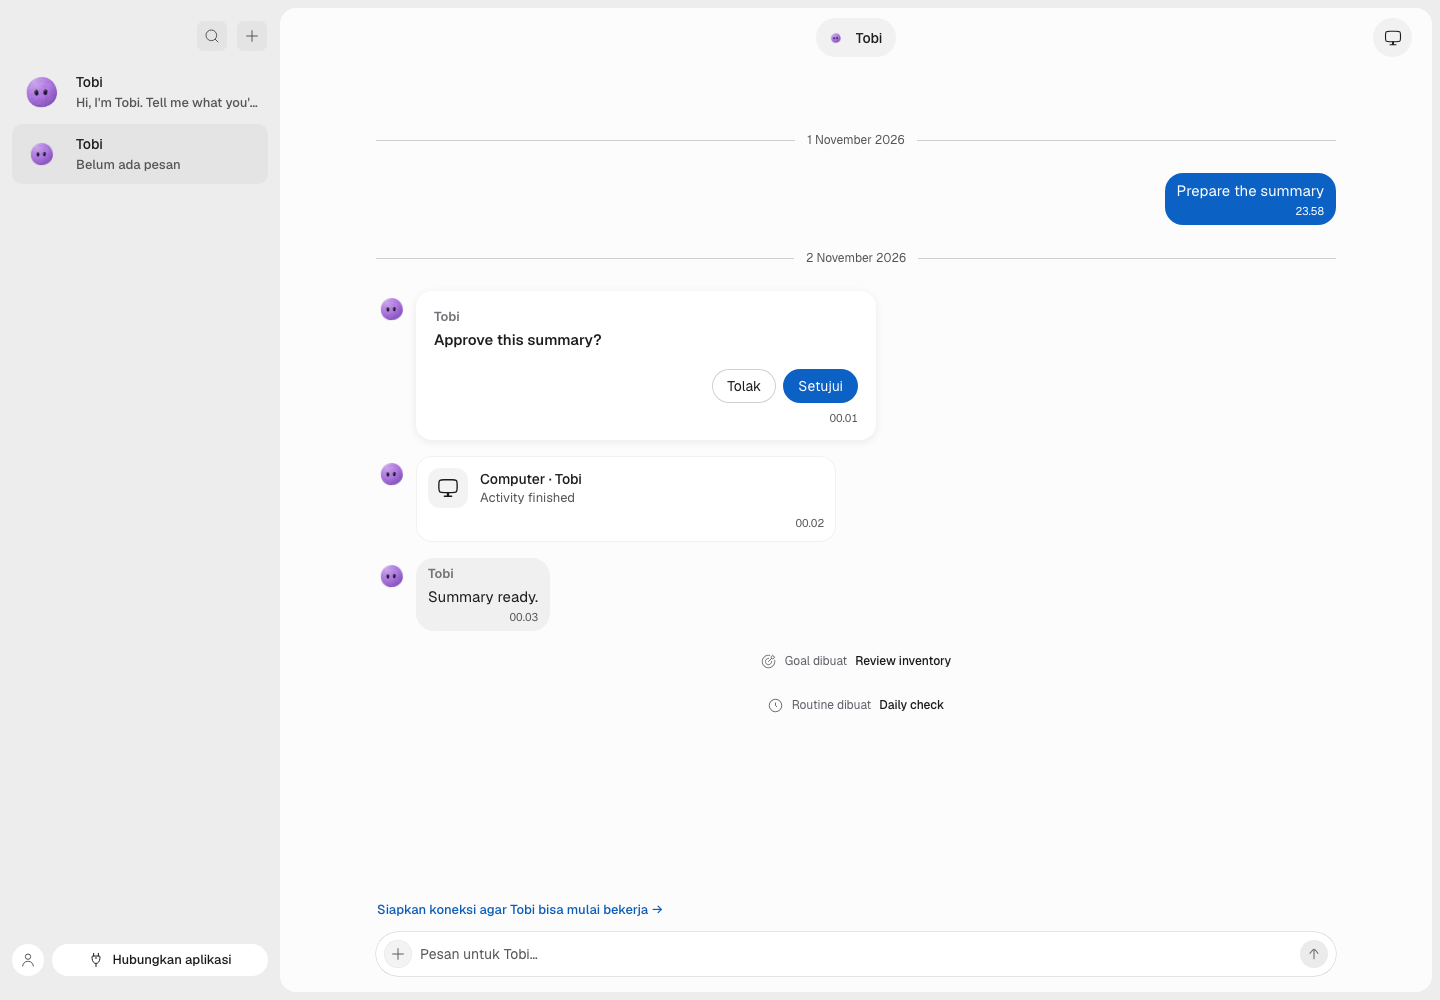 Tobi
Hi, I'm Tobi. Tell me what you'...
Tobi
Belum ada pesan
Hubungkan aplikasi
Tobi
1 November 2026
Prepare the summary
23.58
2 November 2026
Tobi
Approve this summary?
Tolak
Setujui
00.01
Computer · Tobi
Activity finished
00.02
Tobi
Summary ready.
00.03
Goal dibuat Review inventory
Routine dibuat Daily check
Siapkan koneksi agar Tobi bisa mulai bekerja →
Pesan untuk Tobi...